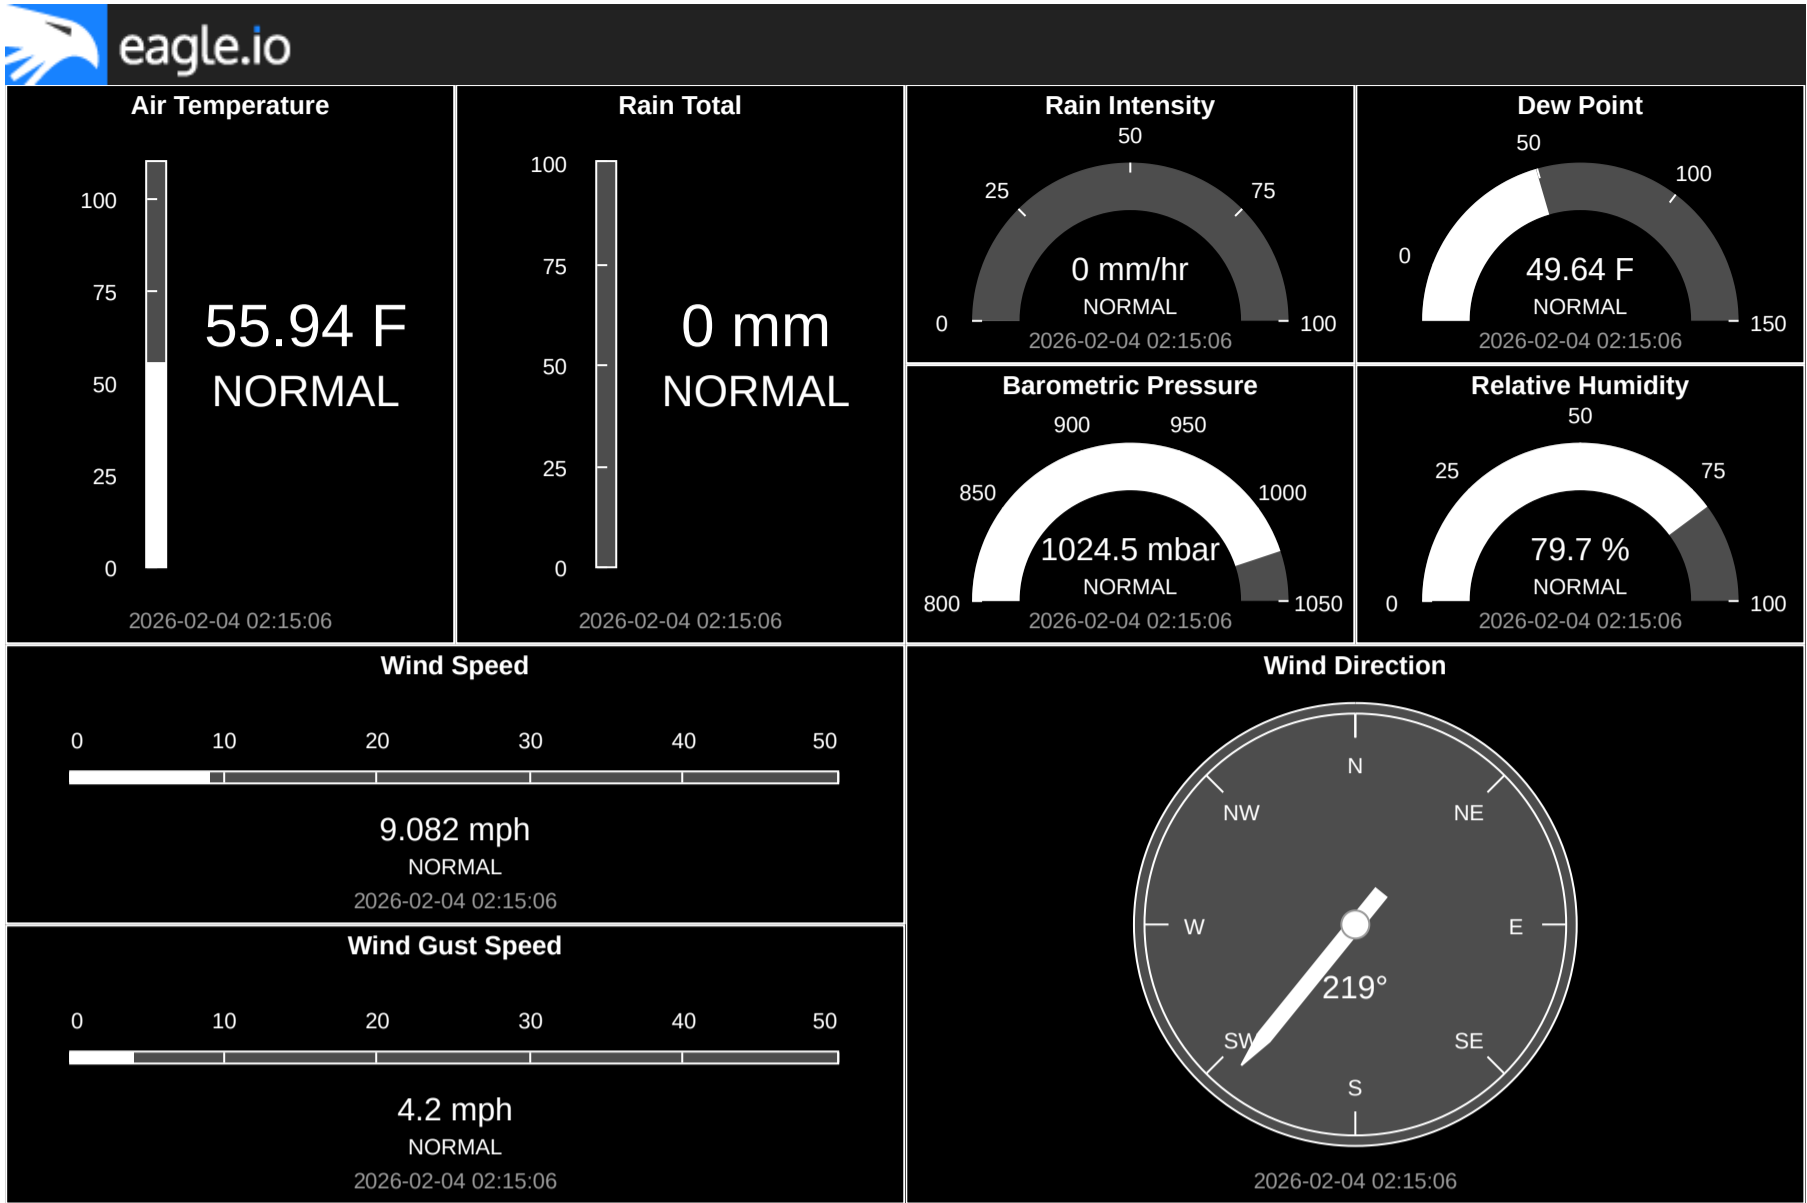 eagle.io
Air Temperature
100
75
50
25
0
55.94 F
NORMAL
2026-02-04 02:15:06
Rain Total
100
75
50
25
0
0 mm
NORMAL
2026-02-04 02:15:06
Rain Intensity
50
25
75
0
100
0 mm/hr
NORMAL
2026-02-04 02:15:06
Dew Point
50
100
0
150
49.64 F
NORMAL
2026-02-04 02:15:06
Barometric Pressure
900
950
850
1000
800
1050
1024.5 mbar
NORMAL
2026-02-04 02:15:06
Relative Humidity
50
25
75
0
100
79.7 %
NORMAL
2026-02-04 02:15:06
Wind Speed
0 10 20 30 40 50
9.082 mph
NORMAL
2026-02-04 02:15:06
Wind Gust Speed
0 10 20 30 40 50
4.2 mph
NORMAL
2026-02-04 02:15:06
Wind Direction
N
NW
NE
W
E
219°
SW
SE
S
2026-02-04 02:15:06